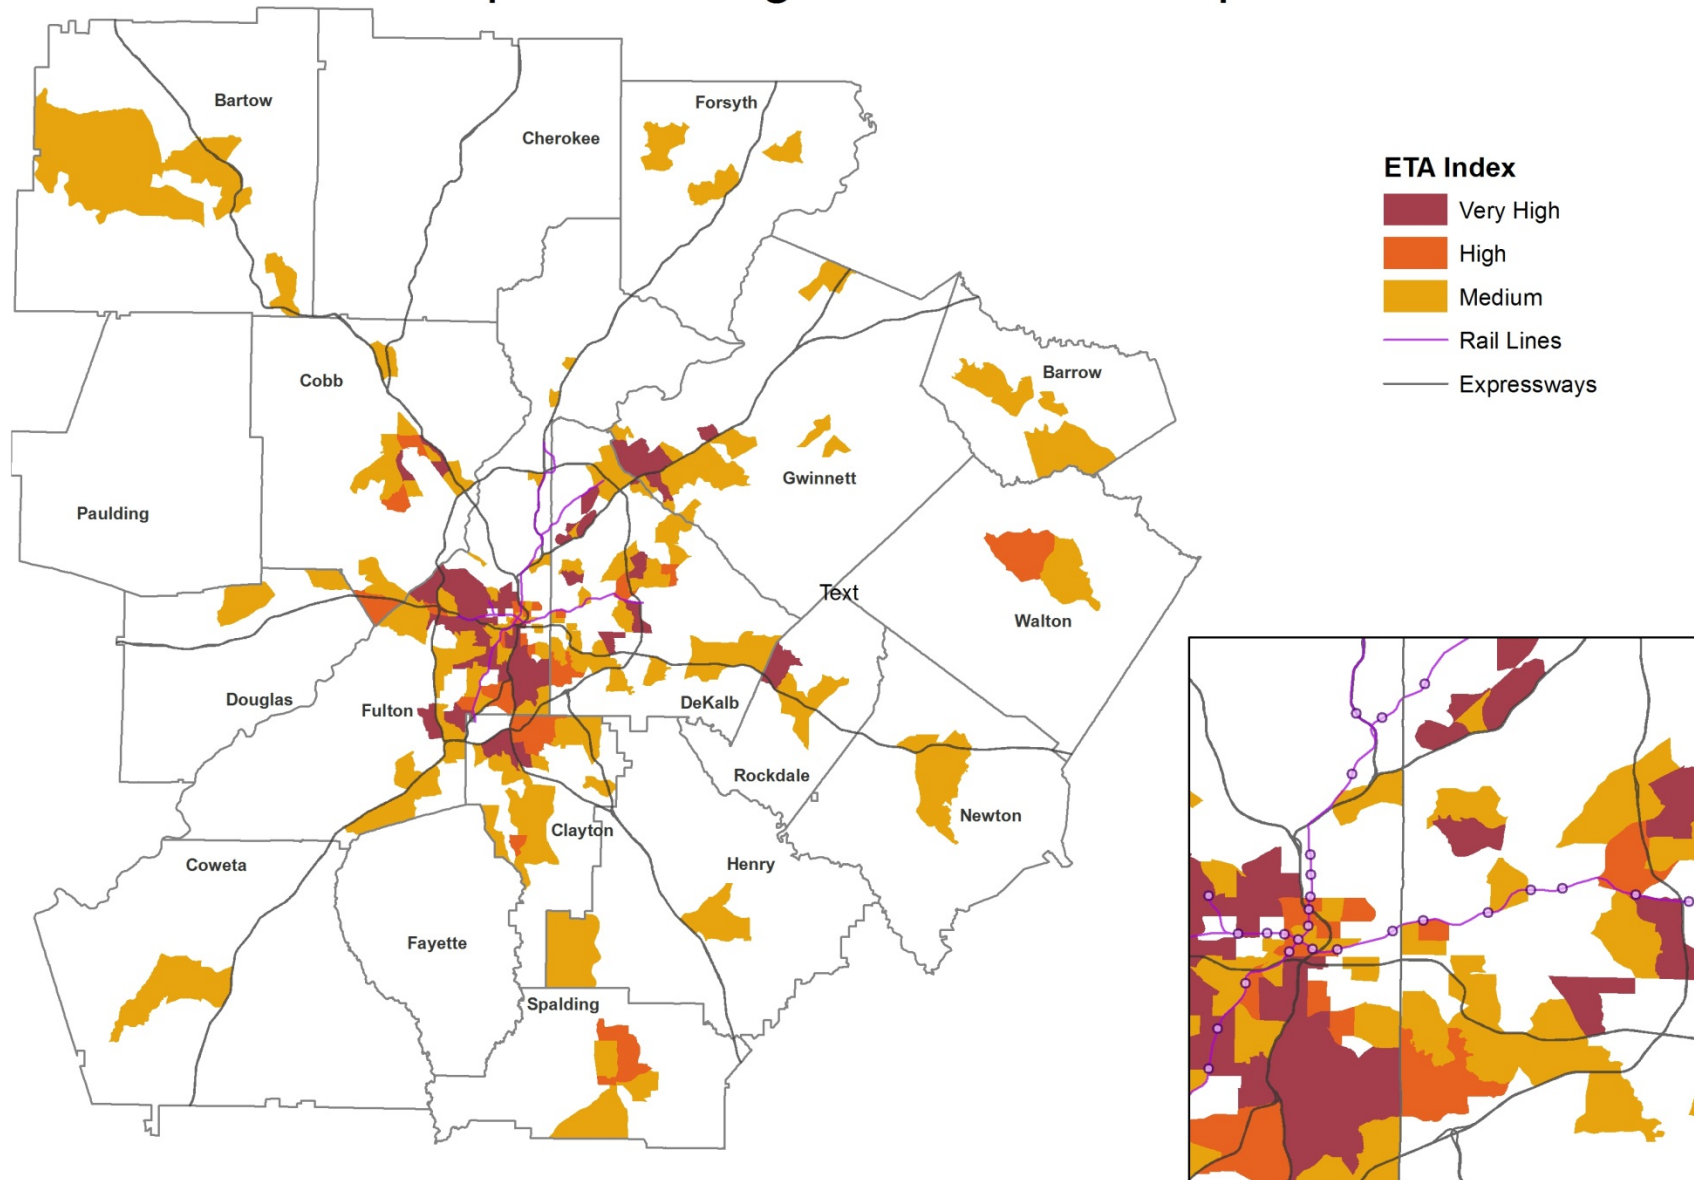 Bartow
Forsyth
Cherokee
ETA Index
Very High
High
Medium
Rail Lines
Expressways
Cobb
Barrow
Gwinnett
Paulding
Text
Walton
Douglas
Fulton
DeKalb
Rockdale
Newton
Clayton
Coweta
Henry
Fayette
Spalding